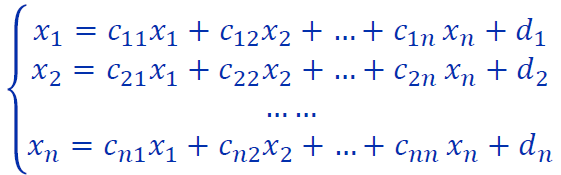 x₁ = c₁₁x₁ + c₁₂x₂ + … + c₁ₙ xₙ + d₁
x₂ = c₂₁x₁ + c₂₂x₂ + … + c₂ₙ xₙ + d₂
… …
xₙ = cₙ₁x₁ + cₙ₂x₂ + … + cₙₙ xₙ + dₙ